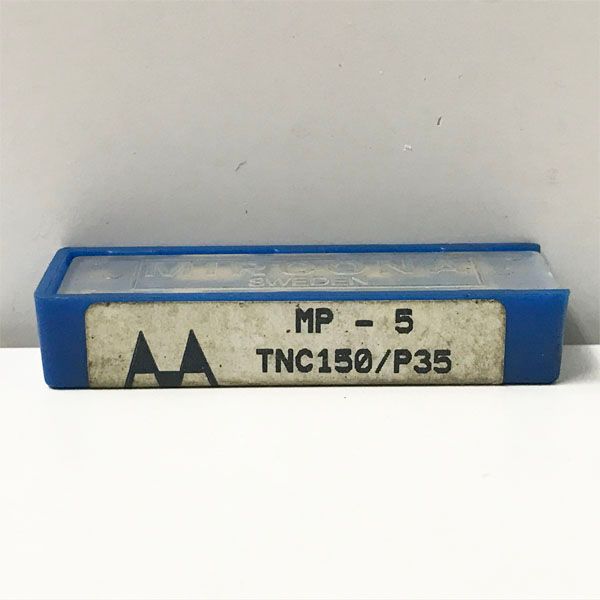 MIRCONA
SWEDEN
MP - 5
TNC150/P35